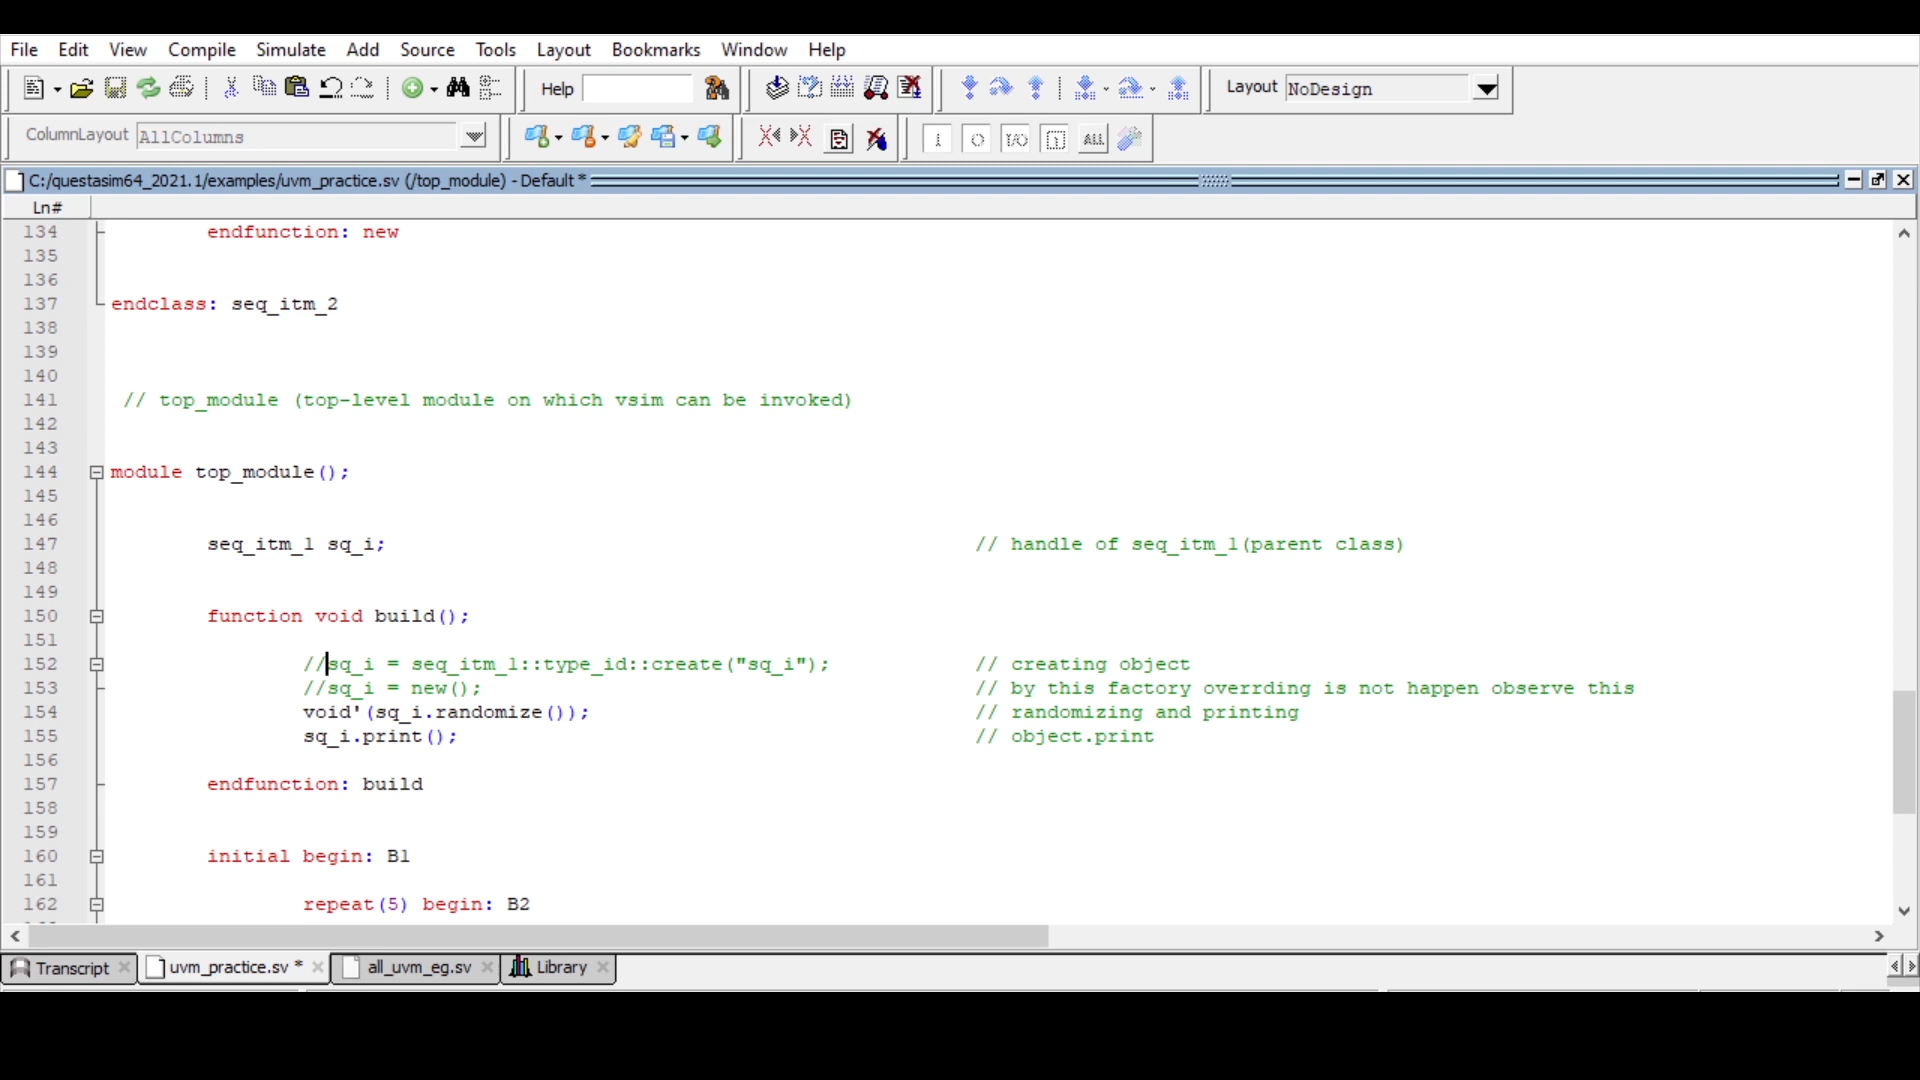 File Edit View Compile Simulate Add Source Tools Layout Bookmarks Window Help
Help Layout NoDesign
ColumnLayout AllColumns ALL
C:/questasim64_2021.1/examples/uvm_practice.sv (/top_module) - Default *
Ln#
134 endfunction: new
135
136
137 endclass: seq_itm_2
138
139
140
141 // top_module (top-level module on which vsim can be invoked)
142
143
144 module top_module();
145
146
147 seq_itm_1 sq_i; // handle of seq_itm_1(parent class)
148
149
150 function void build();
151
152 //sq_i = seq_itm_1::type_id::create("sq_i"); // creating object
153 //sq_i = new(); // by this factory overrding is not happen observe this
154 void'(sq_i.randomize()); // randomizing and printing
155 sq_i.print(); // object.print
156
157 endfunction: build
158
159
160 initial begin: B1
161
162 repeat(5) begin: B2
Transcript uvm_practice.sv * all_uvm_eg.sv Library